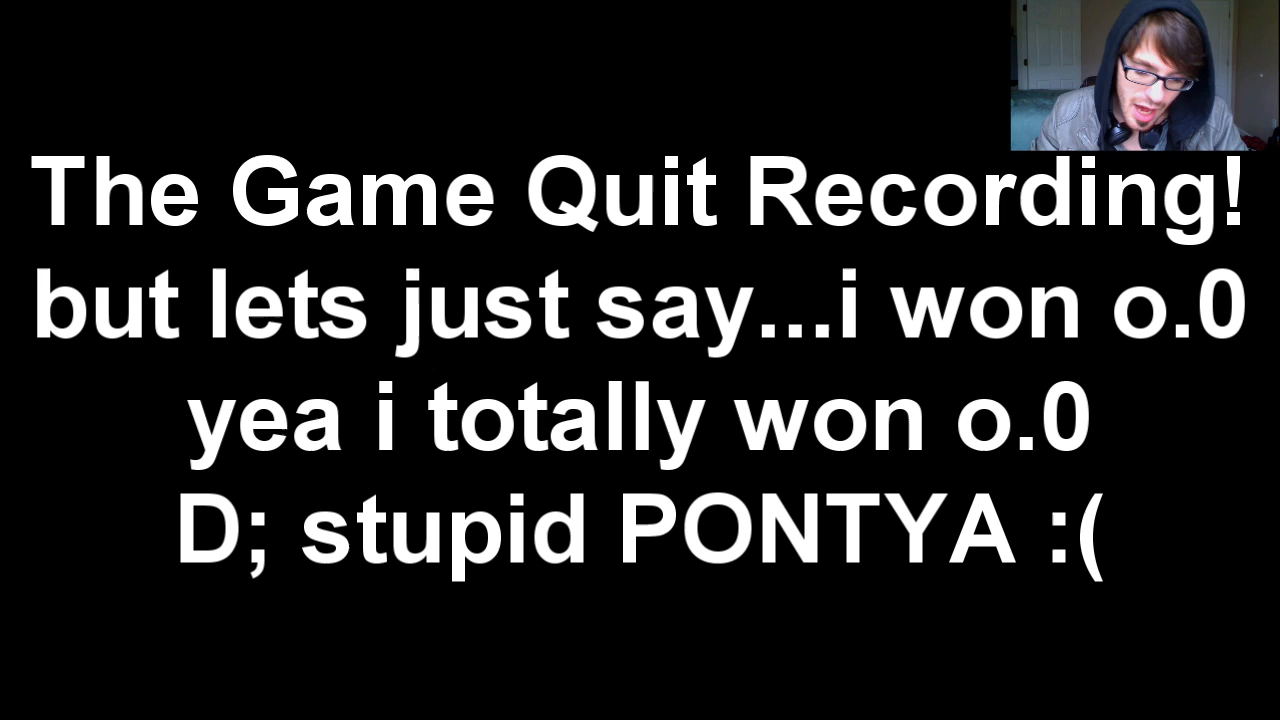 The Game Quit Recording!
but lets just say...i won o.0
yea i totally won o.0
D; stupid PONTYA :(